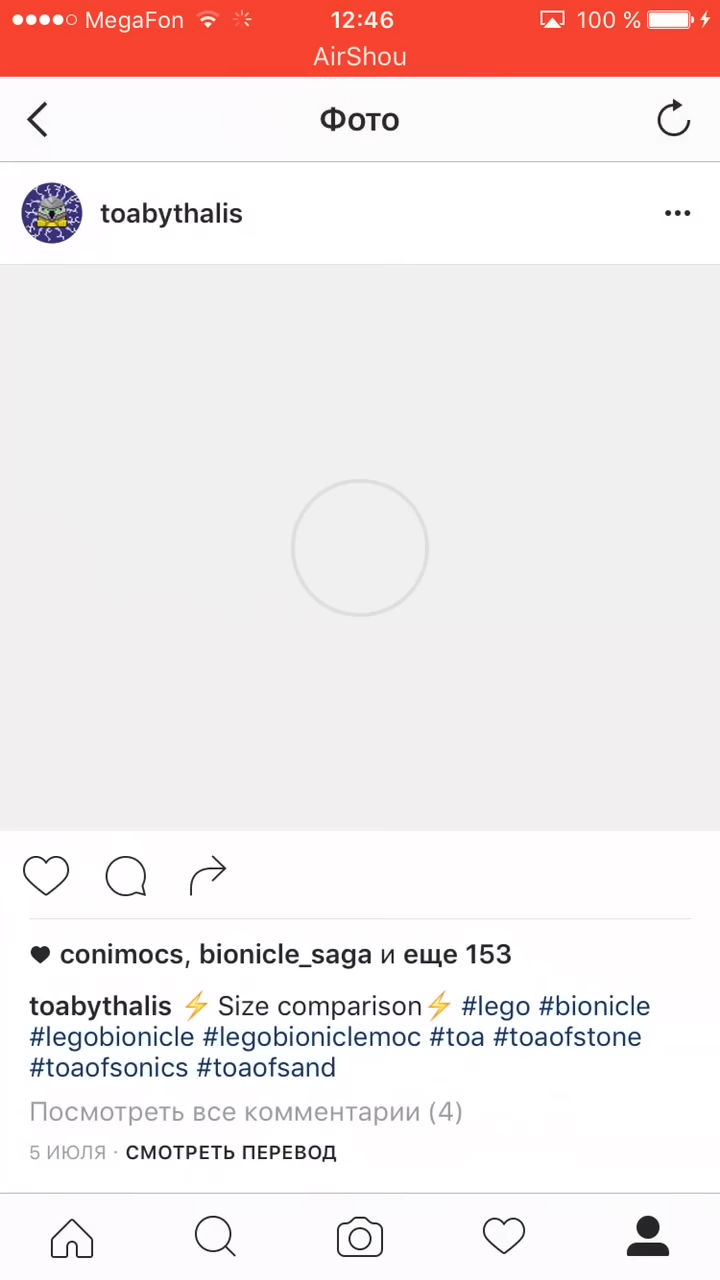 MegaFon 12:46 100 %
AirShou
Фото
toabythalis
conimocs, bionicle_saga и еще 153
toabythalis ⚡ Size comparison⚡ #lego #bionicle
#legobionicle #legobioniclemoc #toa #toaofstone
#toaofsonics #toaofsand
Посмотреть все комментарии (4)
5 ИЮЛЯ · СМОТРЕТЬ ПЕРЕВОД